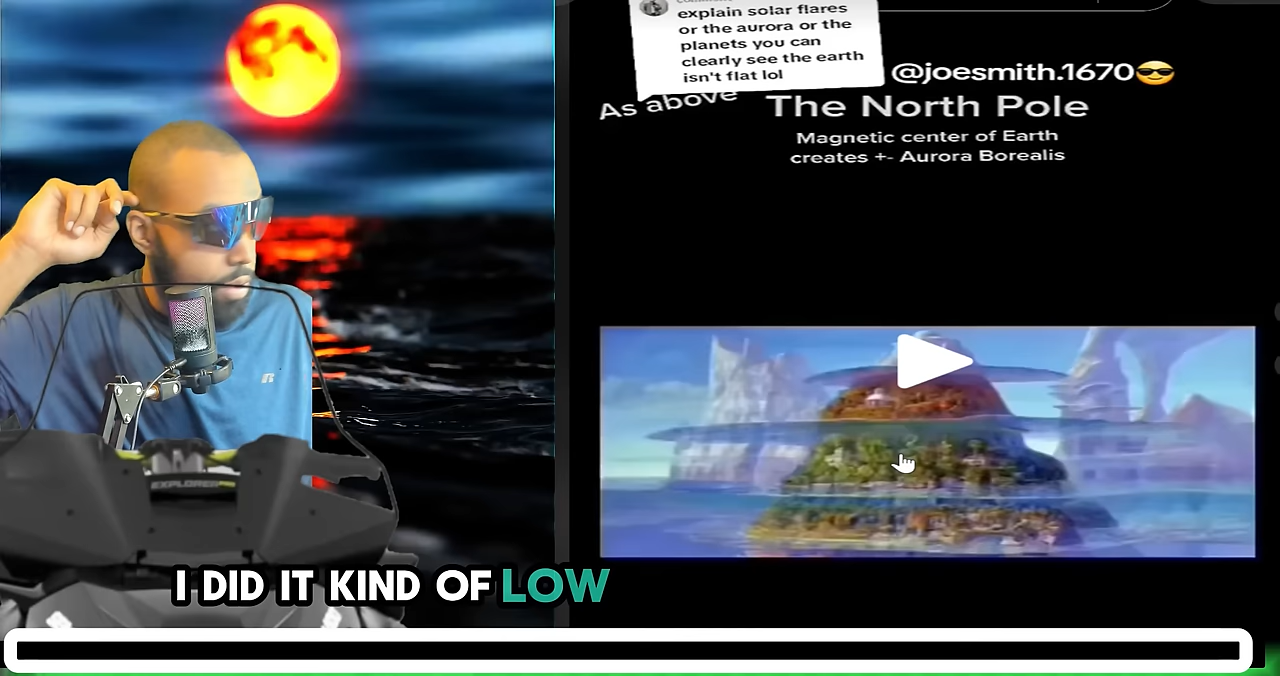 explain solar flares
or the aurora or the
planets you can
clearly see the earth
isn't flat lol
@joesmith.1670😎
As above
The North Pole
Magnetic center of Earth
creates +- Aurora Borealis
R
EXPLORER
I DID IT KIND OF LOW